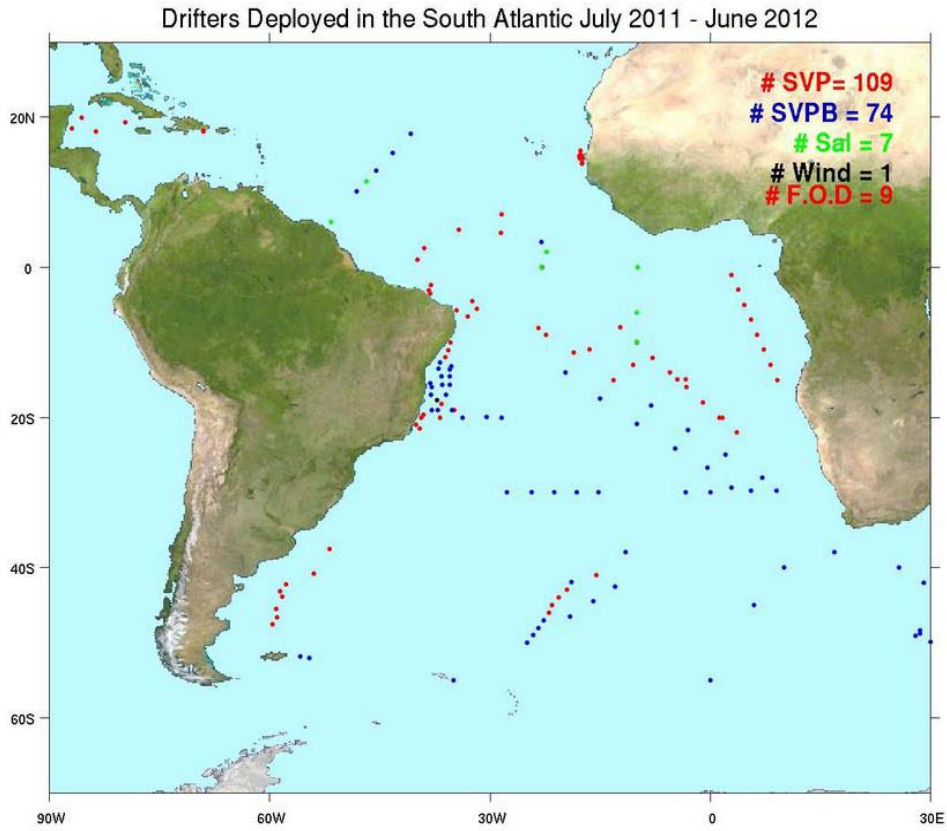 Drifters Deployed in the South Atlantic July 2011 - June 2012
# SVP= 109
# SVPB = 74
# Sal = 7
# Wind = 1
# F.O.D = 9
20N
0
20S
40S
60S
90W 60W 30W 0 30E